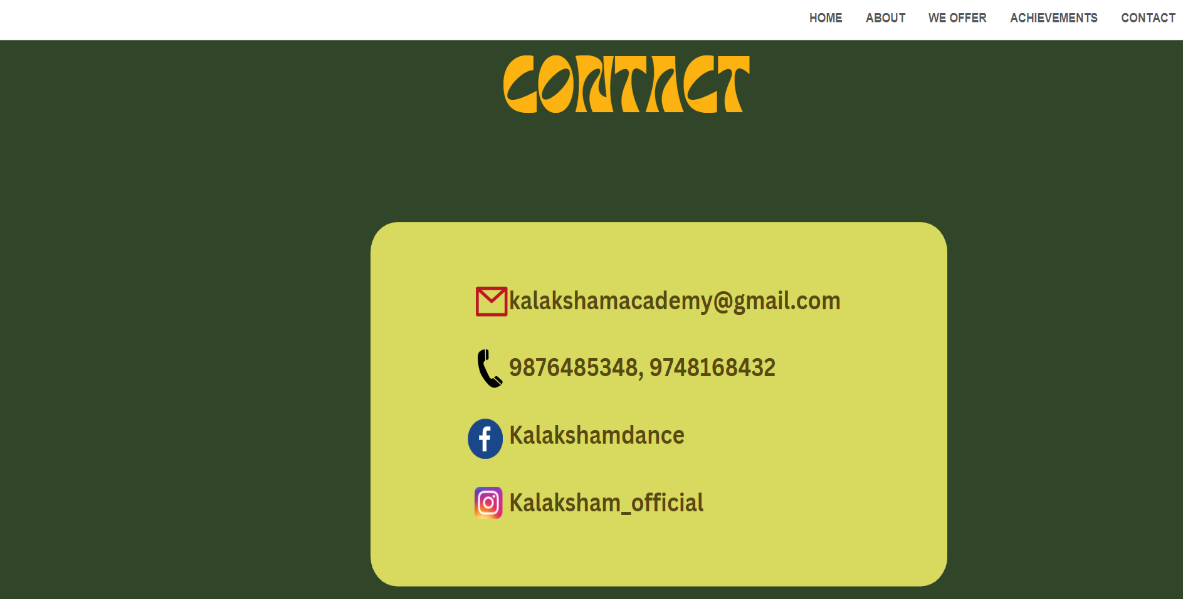 HOME ABOUT WE OFFER ACHIEVEMENTS CONTACT
CONTACT
kalakshamacademy@gmail.com
9876485348, 9748168432
Kalakshamdance
Kalaksham_official